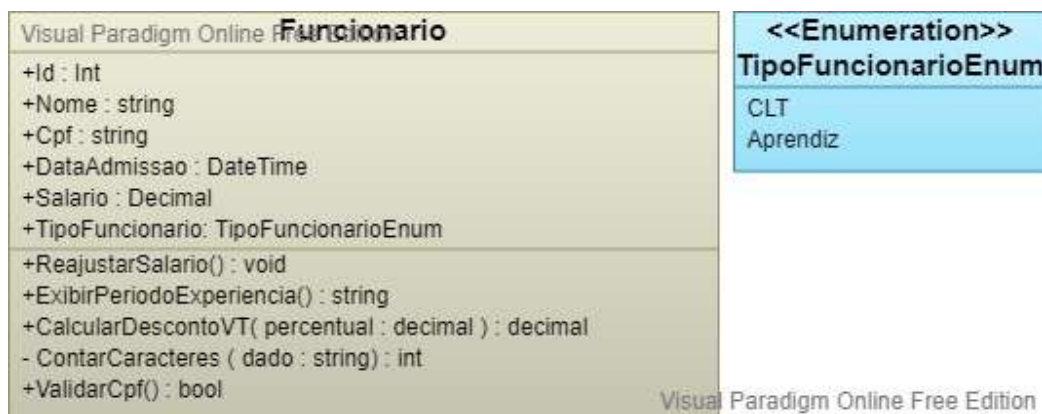 Visual Paradigm Online Free Edition
Funcionario
+Id : Int
+Nome : string
+Cpf : string
+DataAdmissao : DateTime
+Salario : Decimal
+TipoFuncionario: TipoFuncionarioEnum
+ReajustarSalario() : void
+ExibirPeriodoExperiencia() : string
+CalcularDescontoVT( percentual : decimal ) : decimal
- ContarCaracteres ( dado : string) : int
+ValidarCpf() : bool
<<Enumeration>>
TipoFuncionarioEnum
CLT
Aprendiz
Visual Paradigm Online Free Edition